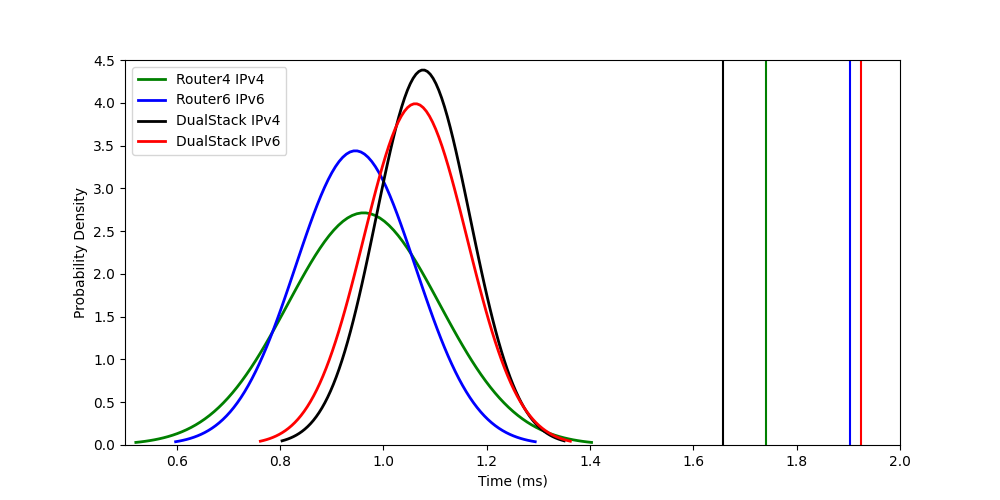 4.5
4.0
3.5
3.0
2.5
2.0
1.5
1.0
0.5
0.0
Probability Density
Router4 IPv4
Router6 IPv6
DualStack IPv4
DualStack IPv6
0.6 0.8 1.0 1.2 1.4 1.6 1.8 2.0
Time (ms)